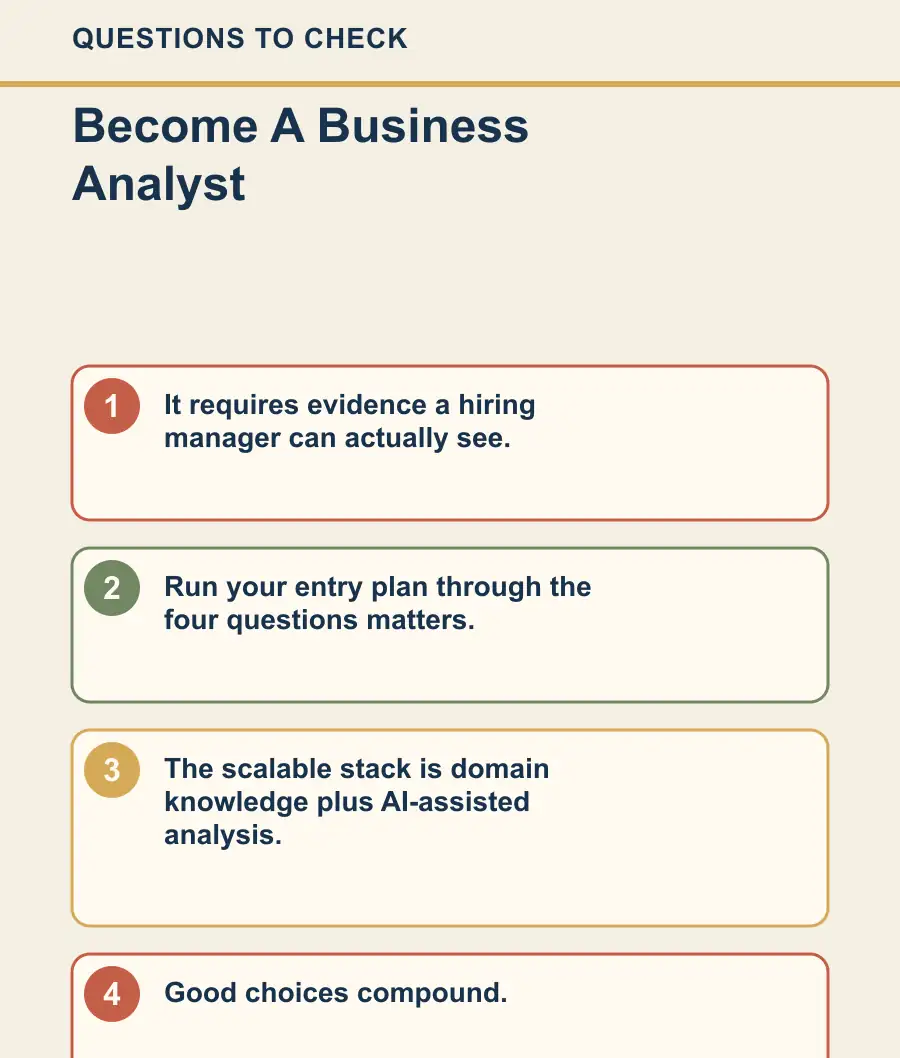 QUESTIONS TO CHECK
Become A Business
Analyst
1
It requires evidence a hiring
manager can actually see.
2
Run your entry plan through the
four questions matters.
3
The scalable stack is domain
knowledge plus AI-assisted
analysis.
4
Good choices compound.